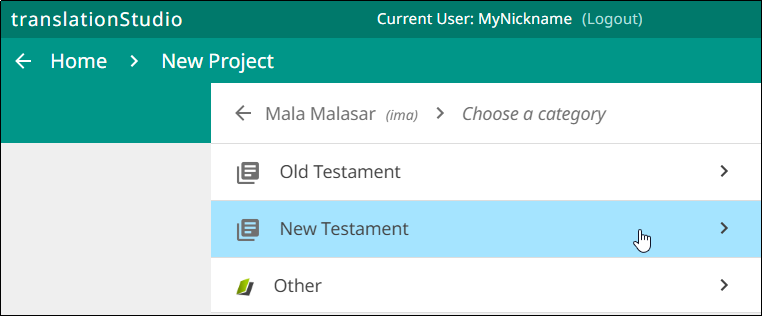 translationStudio Current User: MyNickname (Logout)
Home New Project
Mala Malasar (ima) Choose a category
Old Testament
New Testament
Other